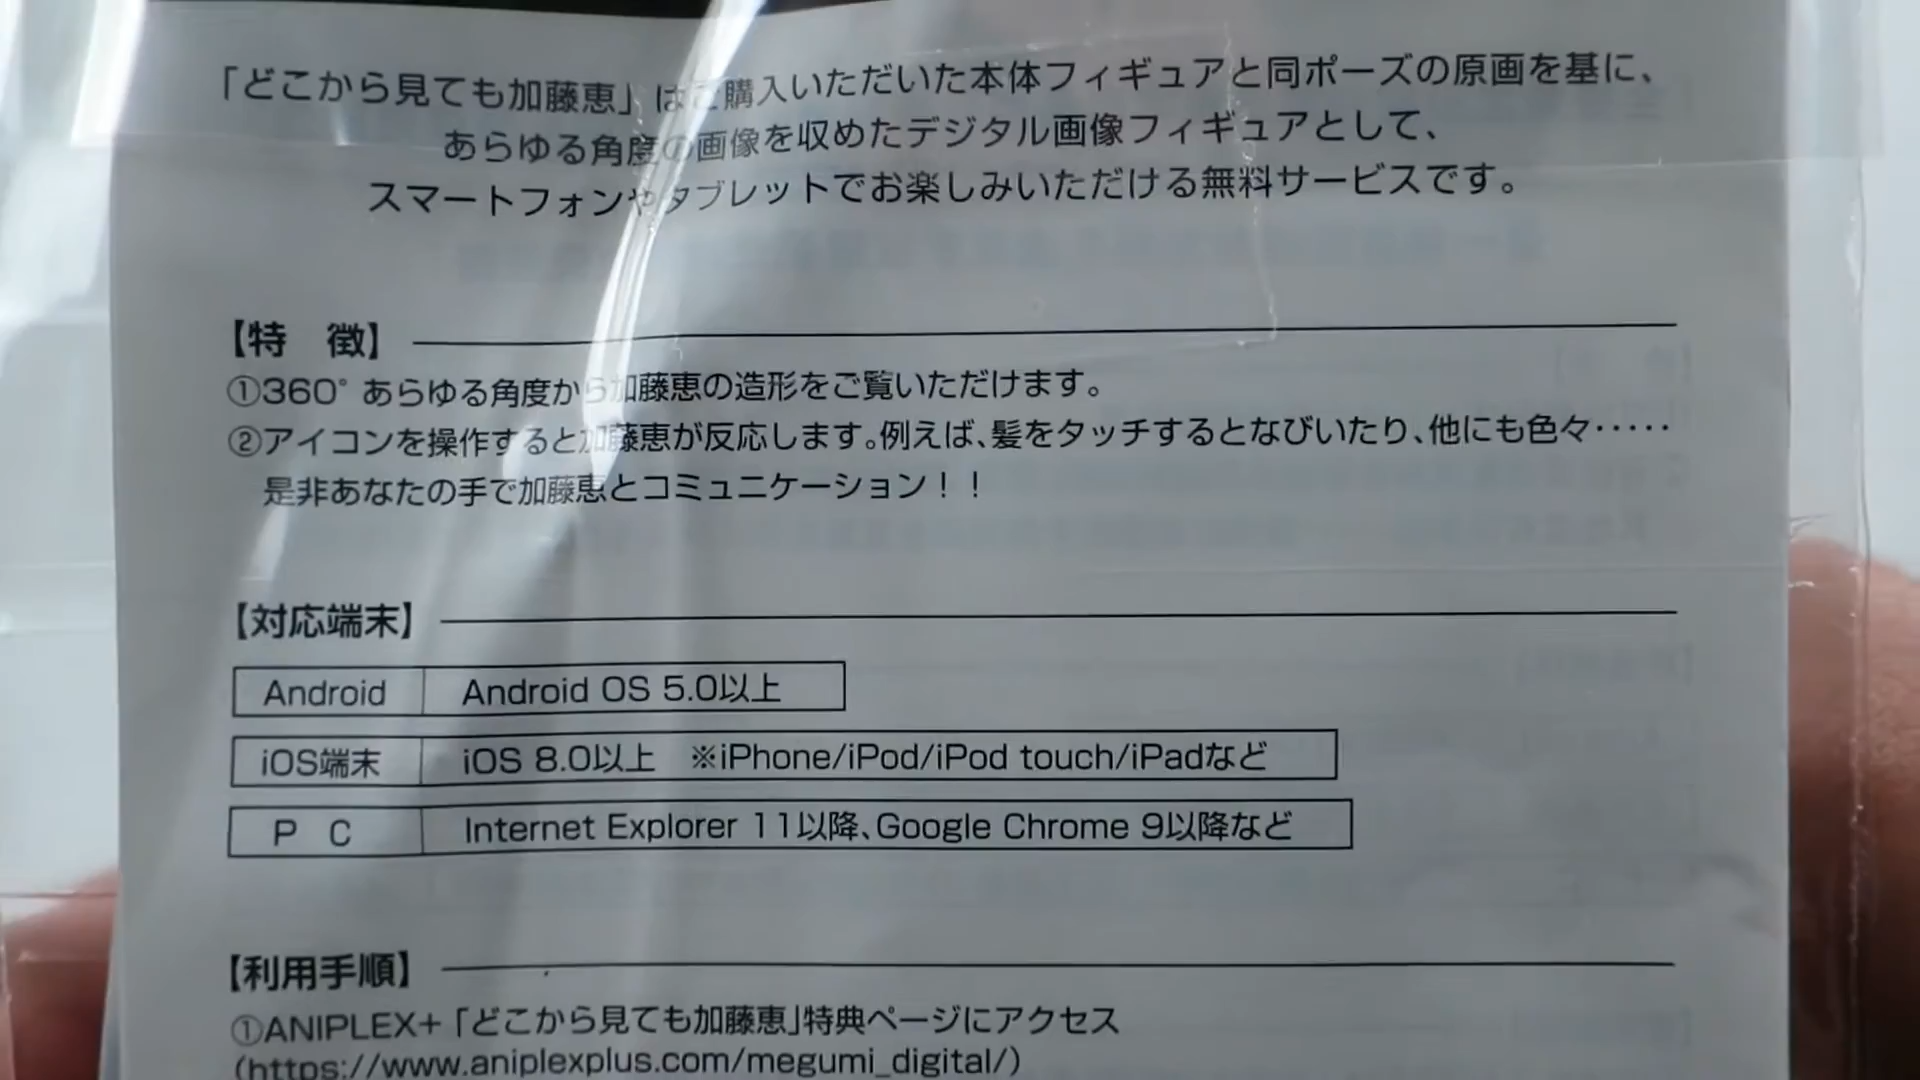 「どこから見ても加藤恵」はご購入いただいた本体フィギュアと同ポーズの原画を基に、
あらゆる角度の画像を収めたデジタル画像フィギュアとして、
スマートフォンやタブレットでお楽しみいただける無料サービスです。
【特　徴】
①360°あらゆる角度から加藤恵の造形をご覧いただけます。
②アイコンを操作すると加藤恵が反応します。例えば、髪をタッチするとなびいたり、他にも色々‥‥‥
是非あなたの手で加藤恵とコミュニケーション！！
【対応端末】
Android　Android OS 5.0以上
iOS端末　iOS 8.0以上　※iPhone/iPod/iPod touch/iPadなど
P C　Internet Explorer 11以降、Google Chrome 9以降など
【利用手順】
①ANIPLEX+「どこから見ても加藤恵」特典ページにアクセス
(https://www.aniplexplus.com/megumi_digital/)